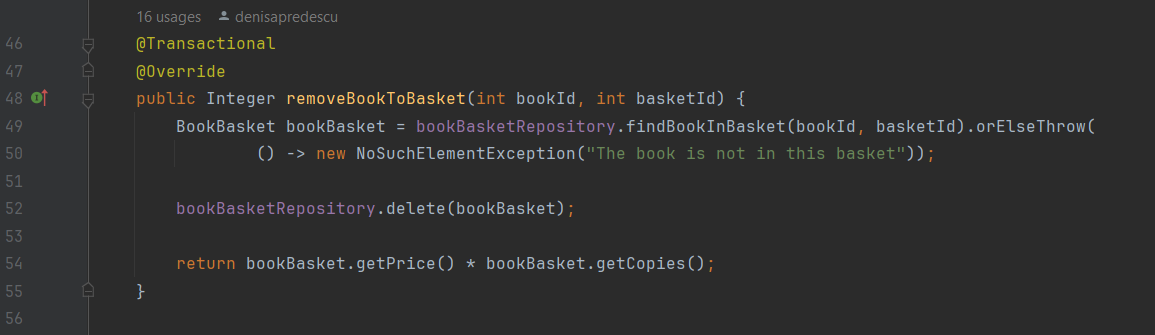 16 usages denisapredescu
46 @Transactional
47 @Override
48 public Integer removeBookToBasket(int bookId, int basketId) {
49 BookBasket bookBasket = bookBasketRepository.findBookInBasket(bookId, basketId).orElseThrow(
50 () -> new NoSuchElementException("The book is not in this basket"));
51
52 bookBasketRepository.delete(bookBasket);
53
54 return bookBasket.getPrice() * bookBasket.getCopies();
55 }
56